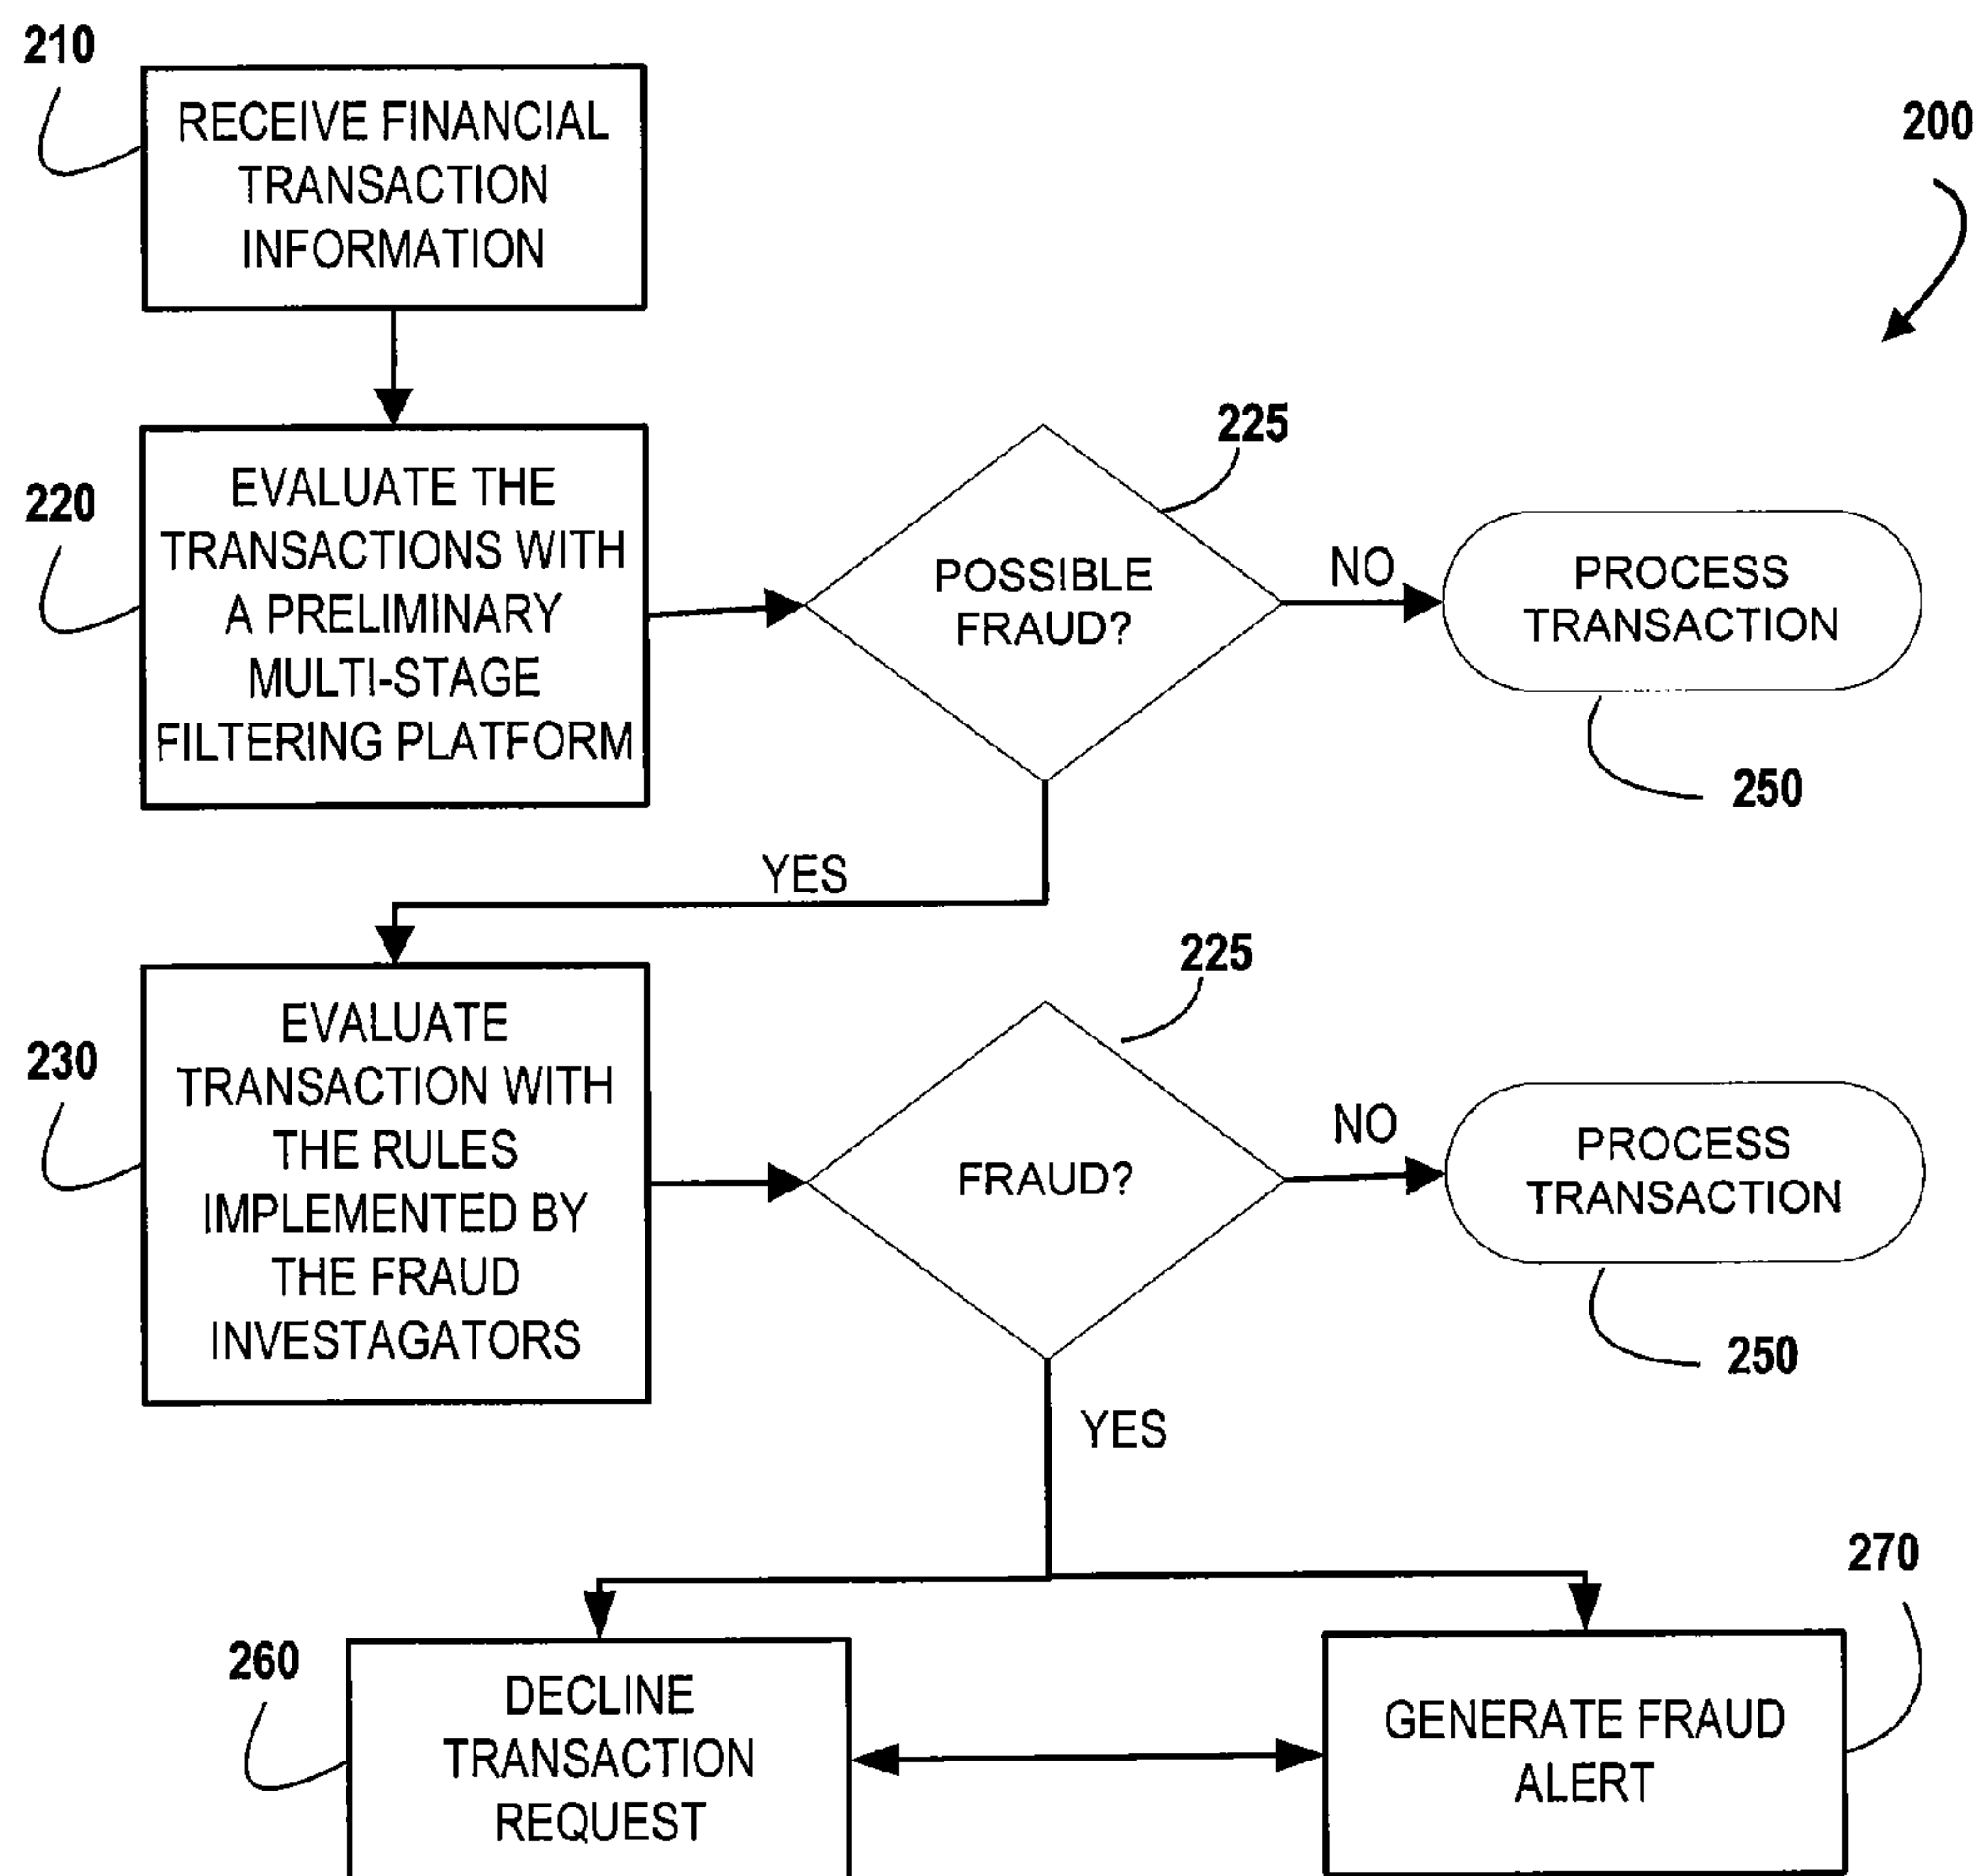 210
RECEIVE FINANCIAL
TRANSACTION
INFORMATION
200
220
EVALUATE THE
TRANSACTIONS WITH
A PRELIMINARY
MULTI-STAGE
FILTERING PLATFORM
225
POSSIBLE
FRAUD?
NO
PROCESS
TRANSACTION
250
YES
230
EVALUATE
TRANSACTION WITH
THE RULES
IMPLEMENTED BY
THE FRAUD
INVESTAGATORS
225
FRAUD?
NO
PROCESS
TRANSACTION
250
YES
260
DECLINE
TRANSACTION
REQUEST
270
GENERATE FRAUD
ALERT